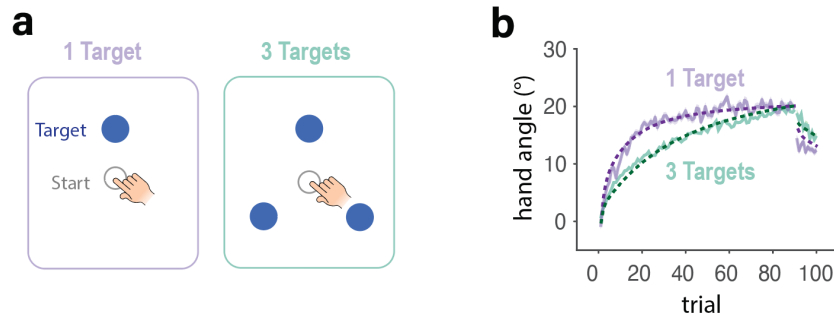 a
1 Target
3 Targets
Target
Start
b
hand angle (°)
30
20
10
0
1 Target
3 Targets
0 20 40 60 80 100
trial